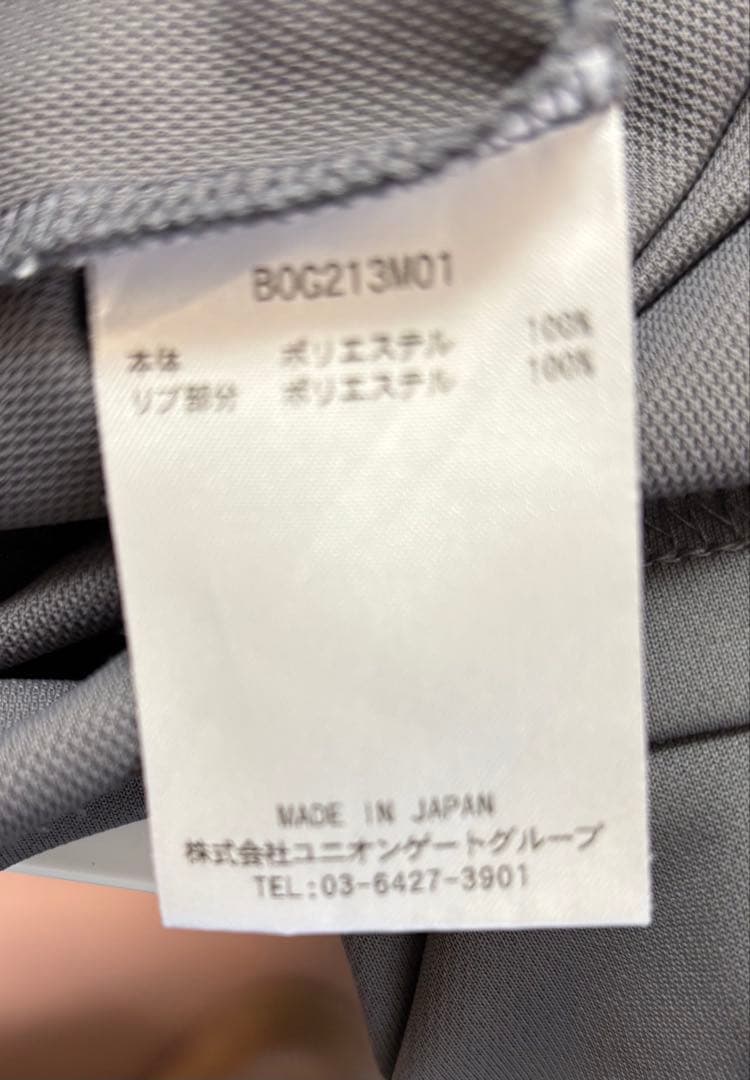 BOG213M01
本体 ポリエステル 100%
リブ部分 ポリエステル 100%
MADE IN JAPAN
株式会社ユニオンゲートグループ
TEL:03-6427-3901